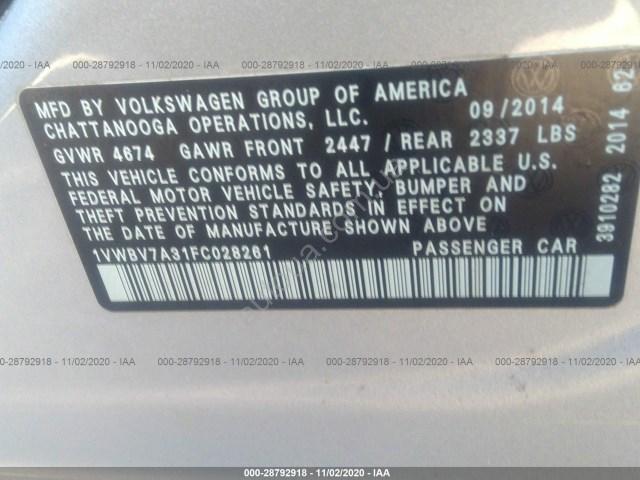 000-28792918 - 11/02/2020 - IAA
MFD BY VOLKSWAGEN GROUP OF AMERICA
CHATTANOOGA OPERATIONS, LLC.
09/2014
GVWR 4674 GAWR FRONT 2447 / REAR 2337 LBS
THIS VEHICLE CONFORMS TO ALL APPLICABLE U.S.
FEDERAL MOTOR VEHICLE SAFETY, BUMPER AND
THEFT PREVENTION STANDARDS IN EFFECT ON THE
DATE OF MANUFACTURE SHOWN ABOVE
1VWBV7A31FC028261 PASSENGER CAR
3910282 2014 62
000-28792918 - 11/02/2020 - IAA
000-28792918 - 11/02/2020 - IAA